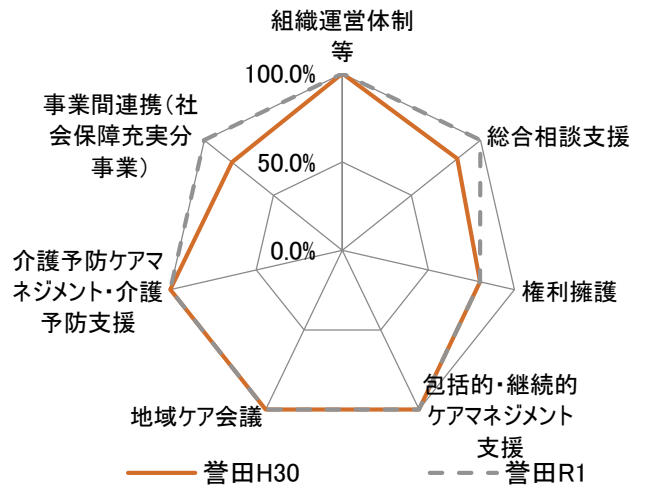 組織運営体制
等
100.0%
事業間連携(社
会保障充実分
事業)
総合相談支援
50.0%
0.0%
介護予防ケアマ
ネジメント・介護
予防支援
権利擁護
包括的・継続的
ケアマネジメント
支援
地域ケア会議
誉田H30
誉田R1